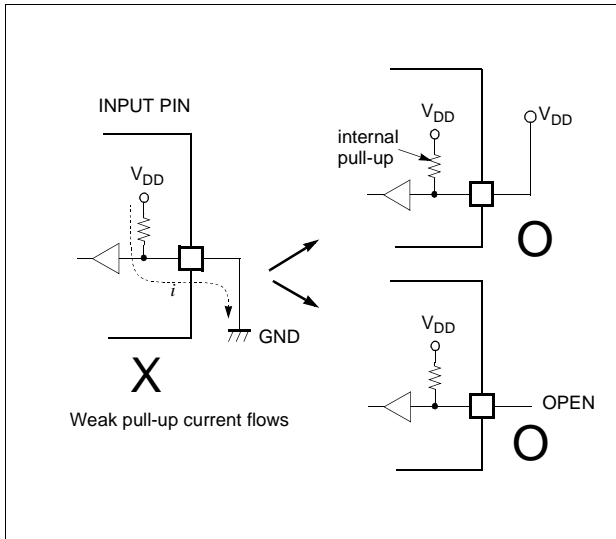 INPUT PIN
VDD
i
GND
X
Weak pull-up current flows
internal
pull-up
VDD
VDD
O
VDD
OPEN
O